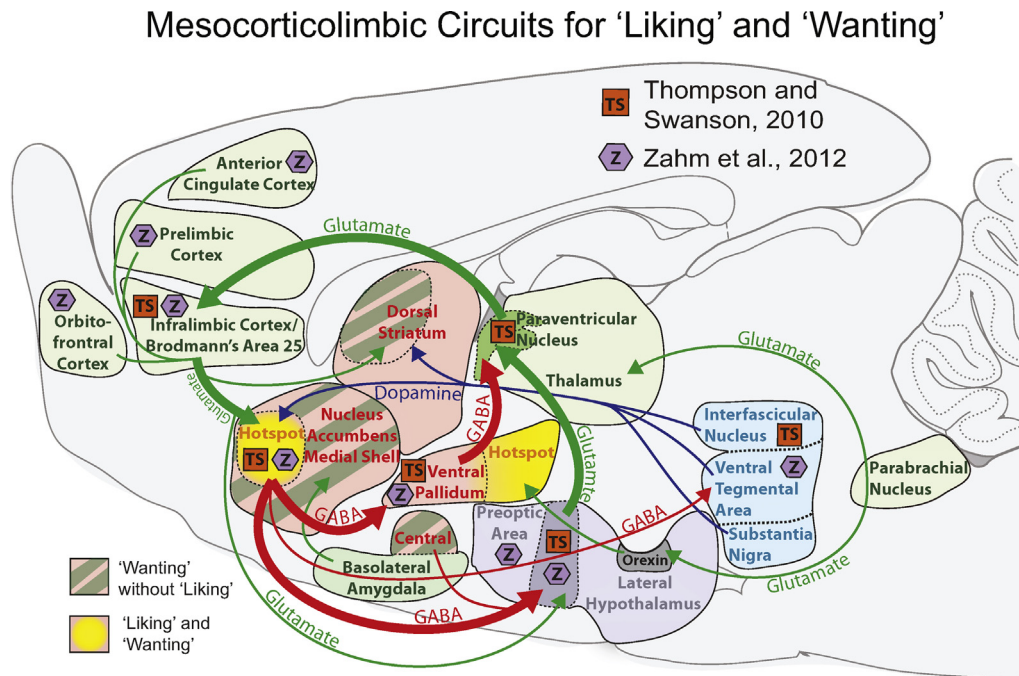 Mesocorticolimbic Circuits for ‘Liking’ and ‘Wanting’
TS
Thompson and
Swanson, 2010
Z
Zahm et al., 2012
Anterior
Cingulate Cortex
Z
Z
Prelimbic
Cortex
Glutamate
Z
Orbito-
frontral
Cortex
TS
Z
Infralimbic Cortex/
Brodmann's Area 25
Dorsal
Striatum
TS
Paraventricular
Nucleus
Thalamus
Glutamate
Glutamate
Dopamine
Nucleus
Accumbens
Medial Shell
Hotspot
TS
Z
GABA
TS
Z
Ventral
Pallidum
Hotspot
GABA
Glutamate
Interfascicular
Nucleus
TS
Ventral
Tegmental
Area
Z
Substantia
Nigra
Parabrachial
Nucleus
GABA
Preoptic
Area
Z
TS
Z
Orexin
Lateral
Hypothalamus
Glutamate
Central
Basolateral
Amygdala
GABA
Glutamate
‘Wanting’
without ‘Liking’
‘Liking’ and
‘Wanting’